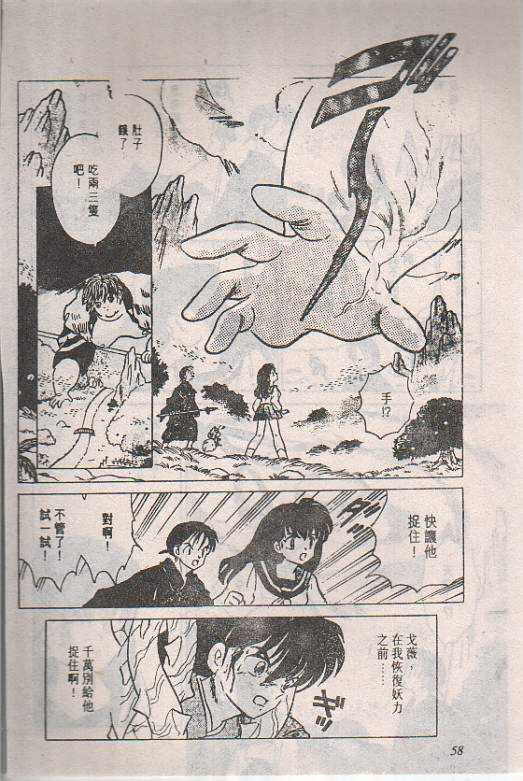 手!?
肚子
餓了
吃兩三隻
吧！
快讓他
捉住！
對啊！
不管了！
試一試！
戈薇，
在我恢復妖力
之前……
千萬別給他
捉住啊！
58